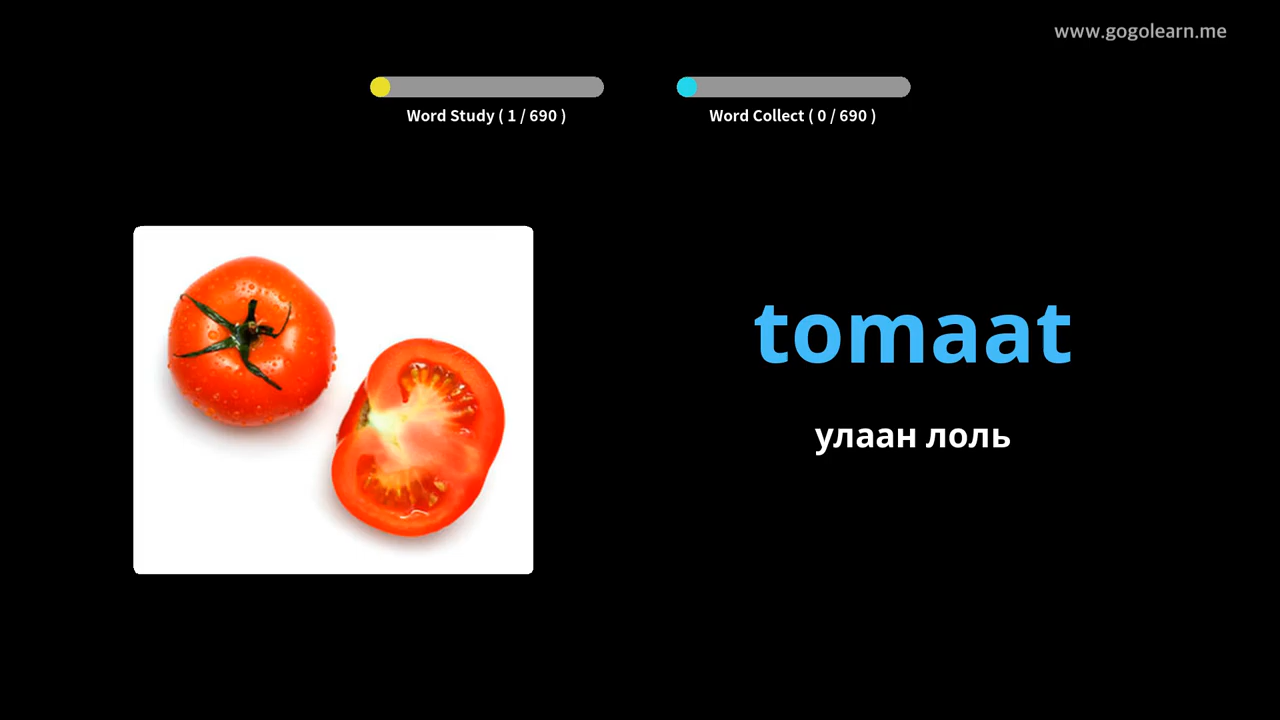 www.gogolearn.me
Word Study ( 1 / 690 )
Word Collect ( 0 / 690 )
tomaat
улаан лоль